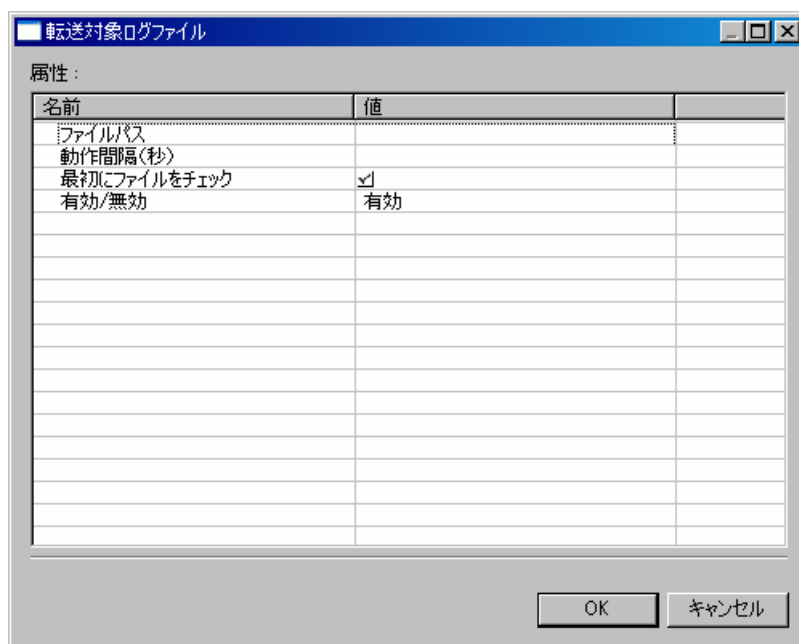 転送対象ログファイル
属性：
名前 値
ファイルパス
動作間隔(秒)
最初にファイルをチェック
有効/無効 有効
OK キャンセル